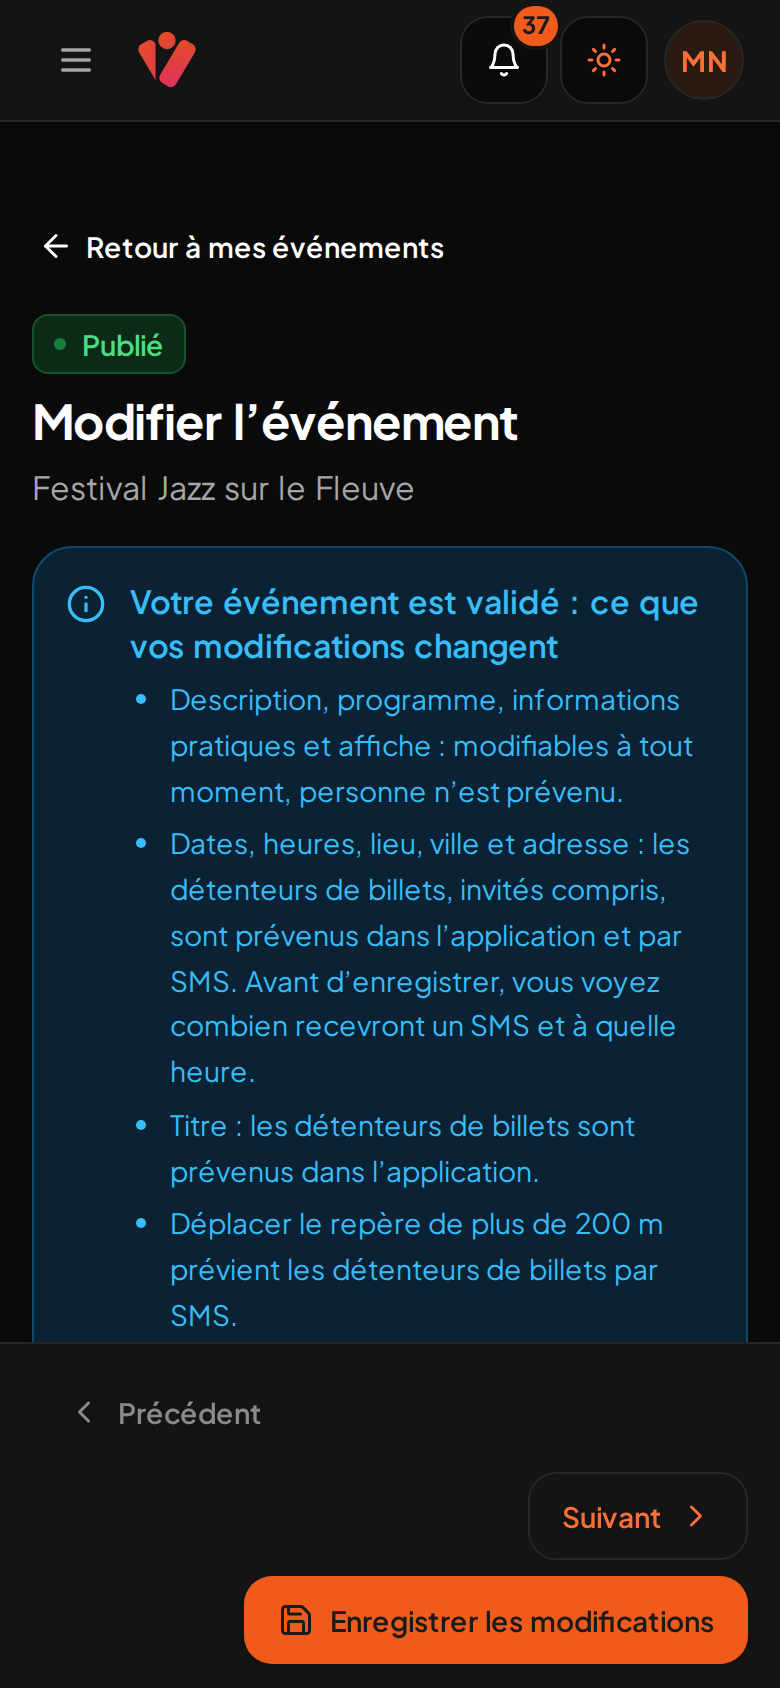 37
MN
Retour à mes événements
Publié
Modifier l’événement
Festival Jazz sur le Fleuve
Votre événement est validé : ce que
vos modifications changent
Description, programme, informations
pratiques et affiche : modifiables à tout
moment, personne n’est prévenu.
Dates, heures, lieu, ville et adresse : les
détenteurs de billets, invités compris,
sont prévenus dans l’application et par
SMS. Avant d’enregistrer, vous voyez
combien recevront un SMS et à quelle
heure.
Titre : les détenteurs de billets sont
prévenus dans l’application.
Déplacer le repère de plus de 200 m
prévient les détenteurs de billets par
SMS.
Précédent
Suivant
Enregistrer les modifications